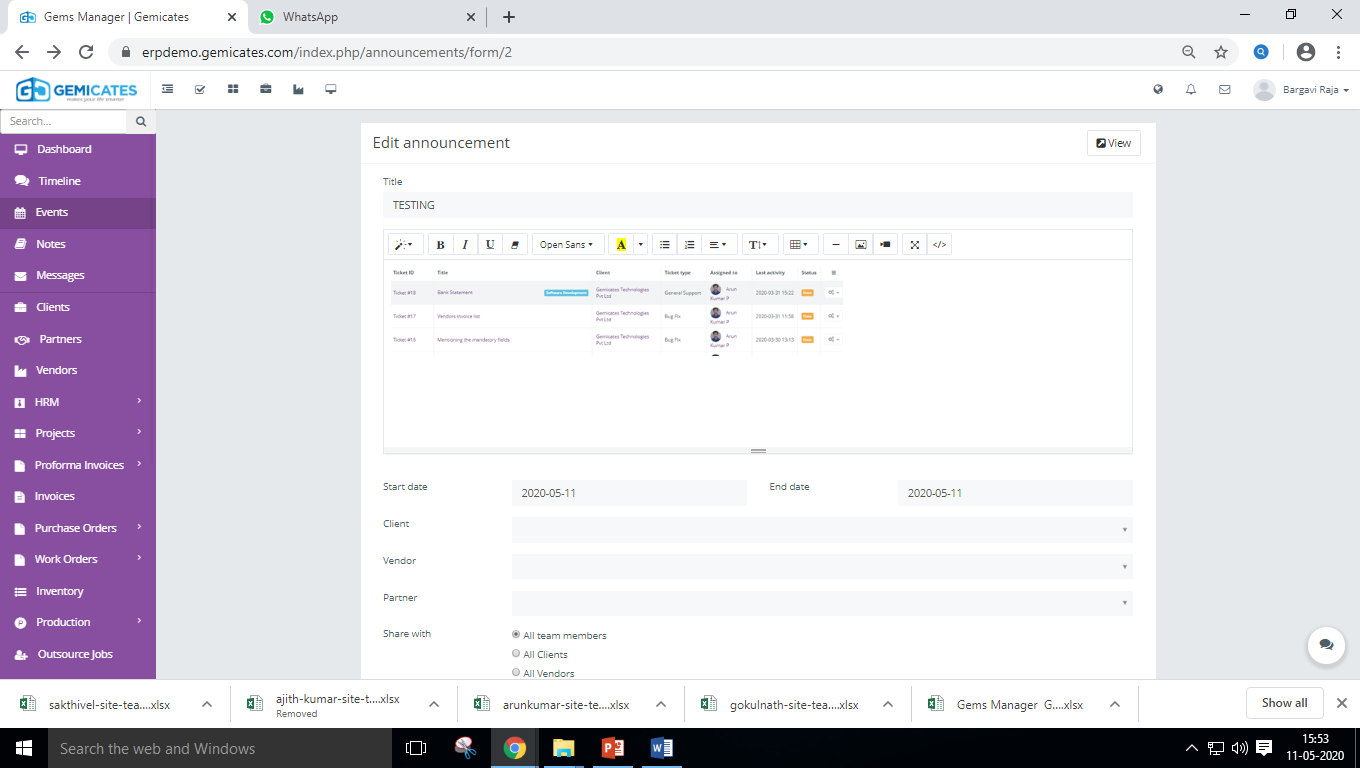 Gems Manager | Gemicates
WhatsApp
erpdemo.gemicates.com/index.php/announcements/form/2
GEMICATES
makes your life smarter
Bargavi Raja
Search...
Dashboard
Timeline
Events
Notes
Messages
Clients
Partners
Vendors
HRM
Projects
Proforma Invoices
Invoices
Purchase Orders
Work Orders
Inventory
Production
Outsource Jobs
Edit announcement
View
Title
TESTING
B I U Open Sans A T </>
Ticket ID Title Client Ticket type Assigned to Last activity Status
Ticket #18 Bank Statement Software Development Gemicates Technologies Pvt Ltd General Support Arun Kumar P 2020-03-31 15:22 New
Ticket #17 Vendors invoice list Gemicates Technologies Pvt Ltd Bug Fix Arun Kumar P 2020-03-31 11:58 New
Ticket #16 Mentioning the mandatory fields Gemicates Technologies Pvt Ltd Bug Fix Arun Kumar P 2020-03-30 13:13 New
Start date 2020-05-11 End date 2020-05-11
Client
Vendor
Partner
Share with
All team members
All Clients
All Vendors
sakthivel-site-tea....xlsx
ajith-kumar-site-t....xlsx
Removed
arunkumar-site-te....xlsx
gokulnath-site-tea....xlsx
Gems Manager G....xlsx
Show all
Search the web and Windows
15:53
11-05-2020